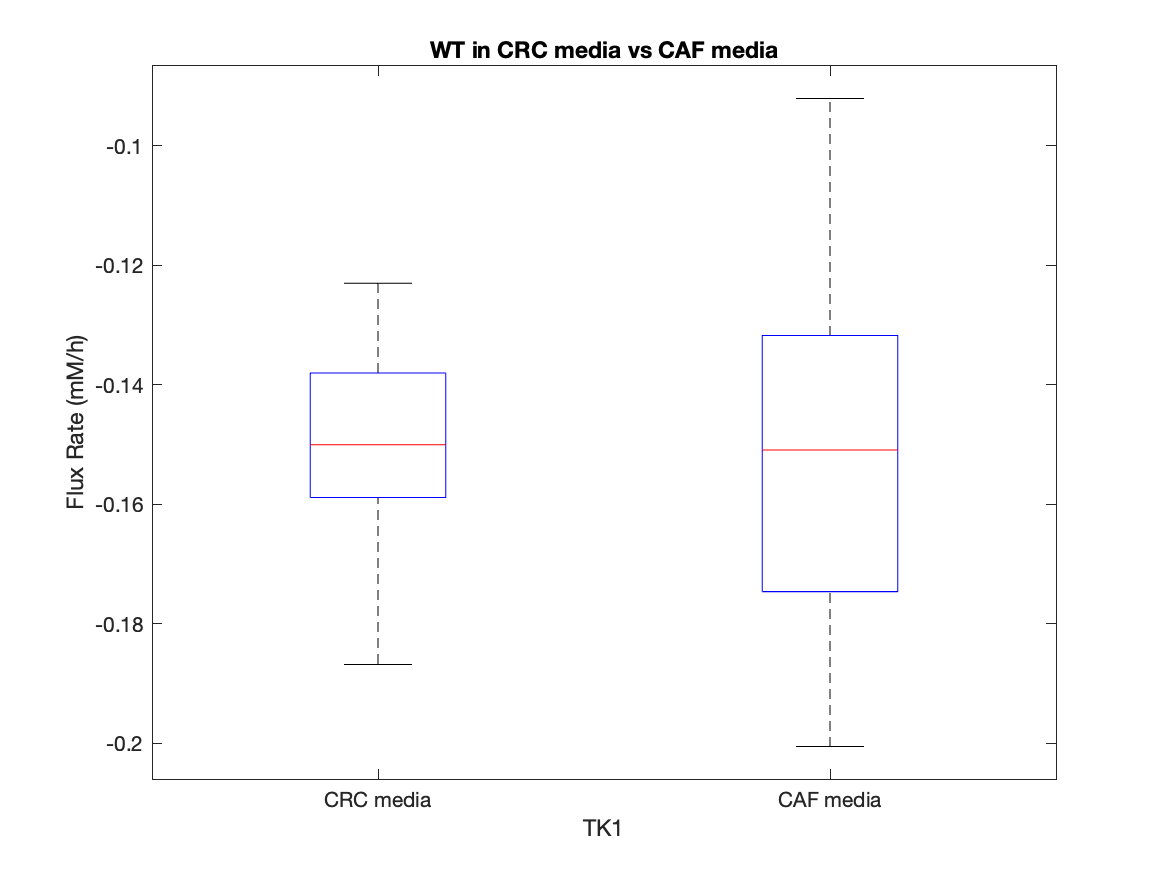 WT in CRC media vs CAF media
Flux Rate (mM/h)
-0.1
-0.12
-0.14
-0.16
-0.18
-0.2
CRC media
CAF media
TK1